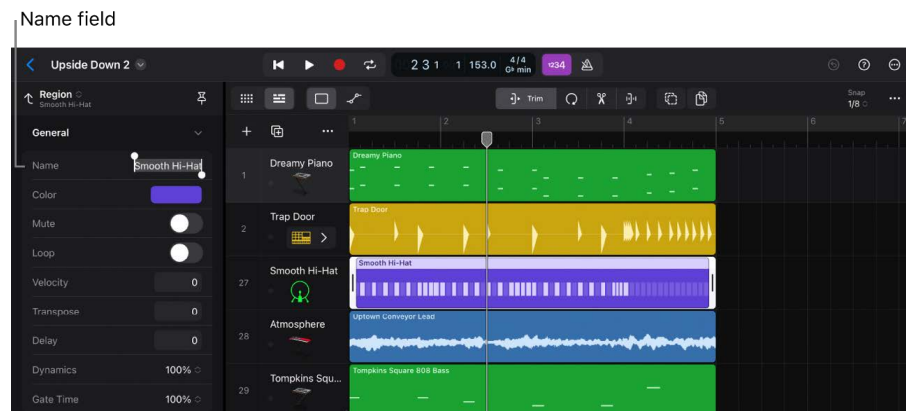 Name field
Upside Down 2
2 3 1 1 153.0 4/4 G♭ min 1234
Region
Smooth Hi-Hat
Trim
Snap
1/8
General
1 2 3 4 5 6 7
Name Smooth Hi-Hat
Color
Mute
Loop
Velocity 0
Transpose 0
Delay 0
Dynamics 100%
Gate Time 100%
1 Dreamy Piano
Dreamy Piano
2 Trap Door
Trap Door
27 Smooth Hi-Hat
Smooth Hi-Hat
28 Atmosphere
Uptown Conveyor Lead
29 Tompkins Squ...
Tompkins Square 808 Bass